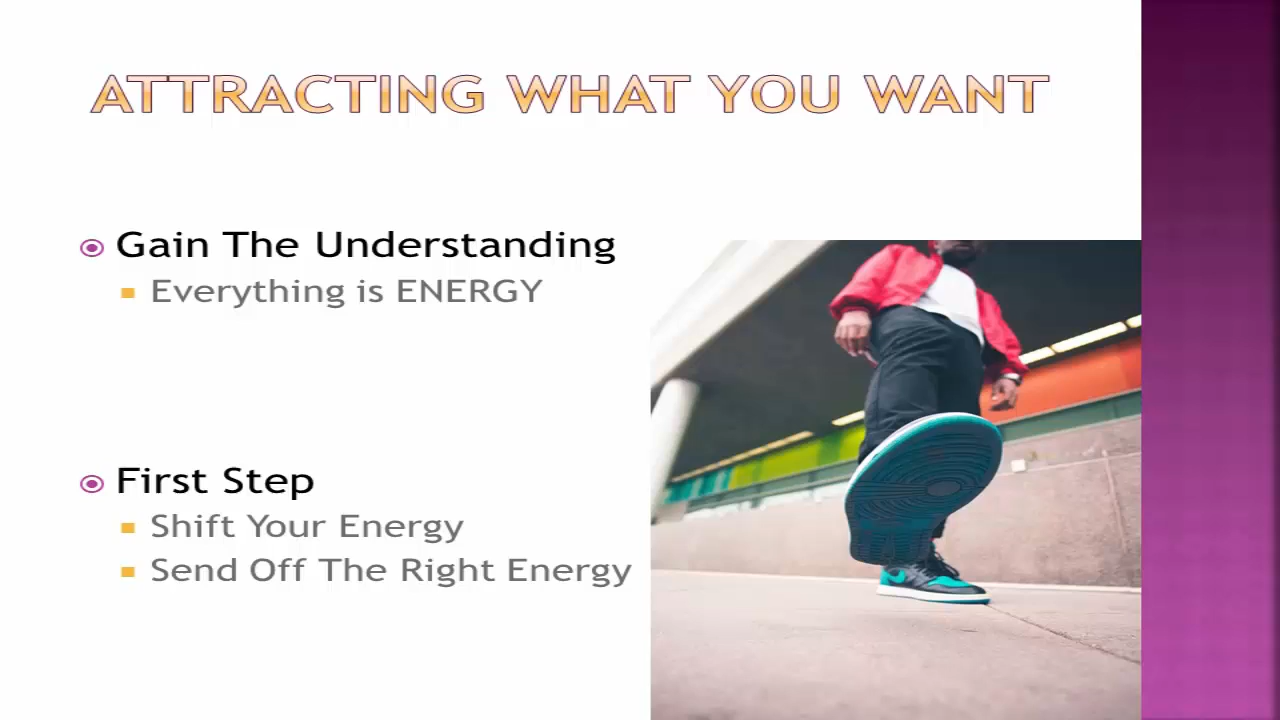 ATTRACTING WHAT YOU WANT
Gain The Understanding
Everything is ENERGY
First Step
Shift Your Energy
Send Off The Right Energy